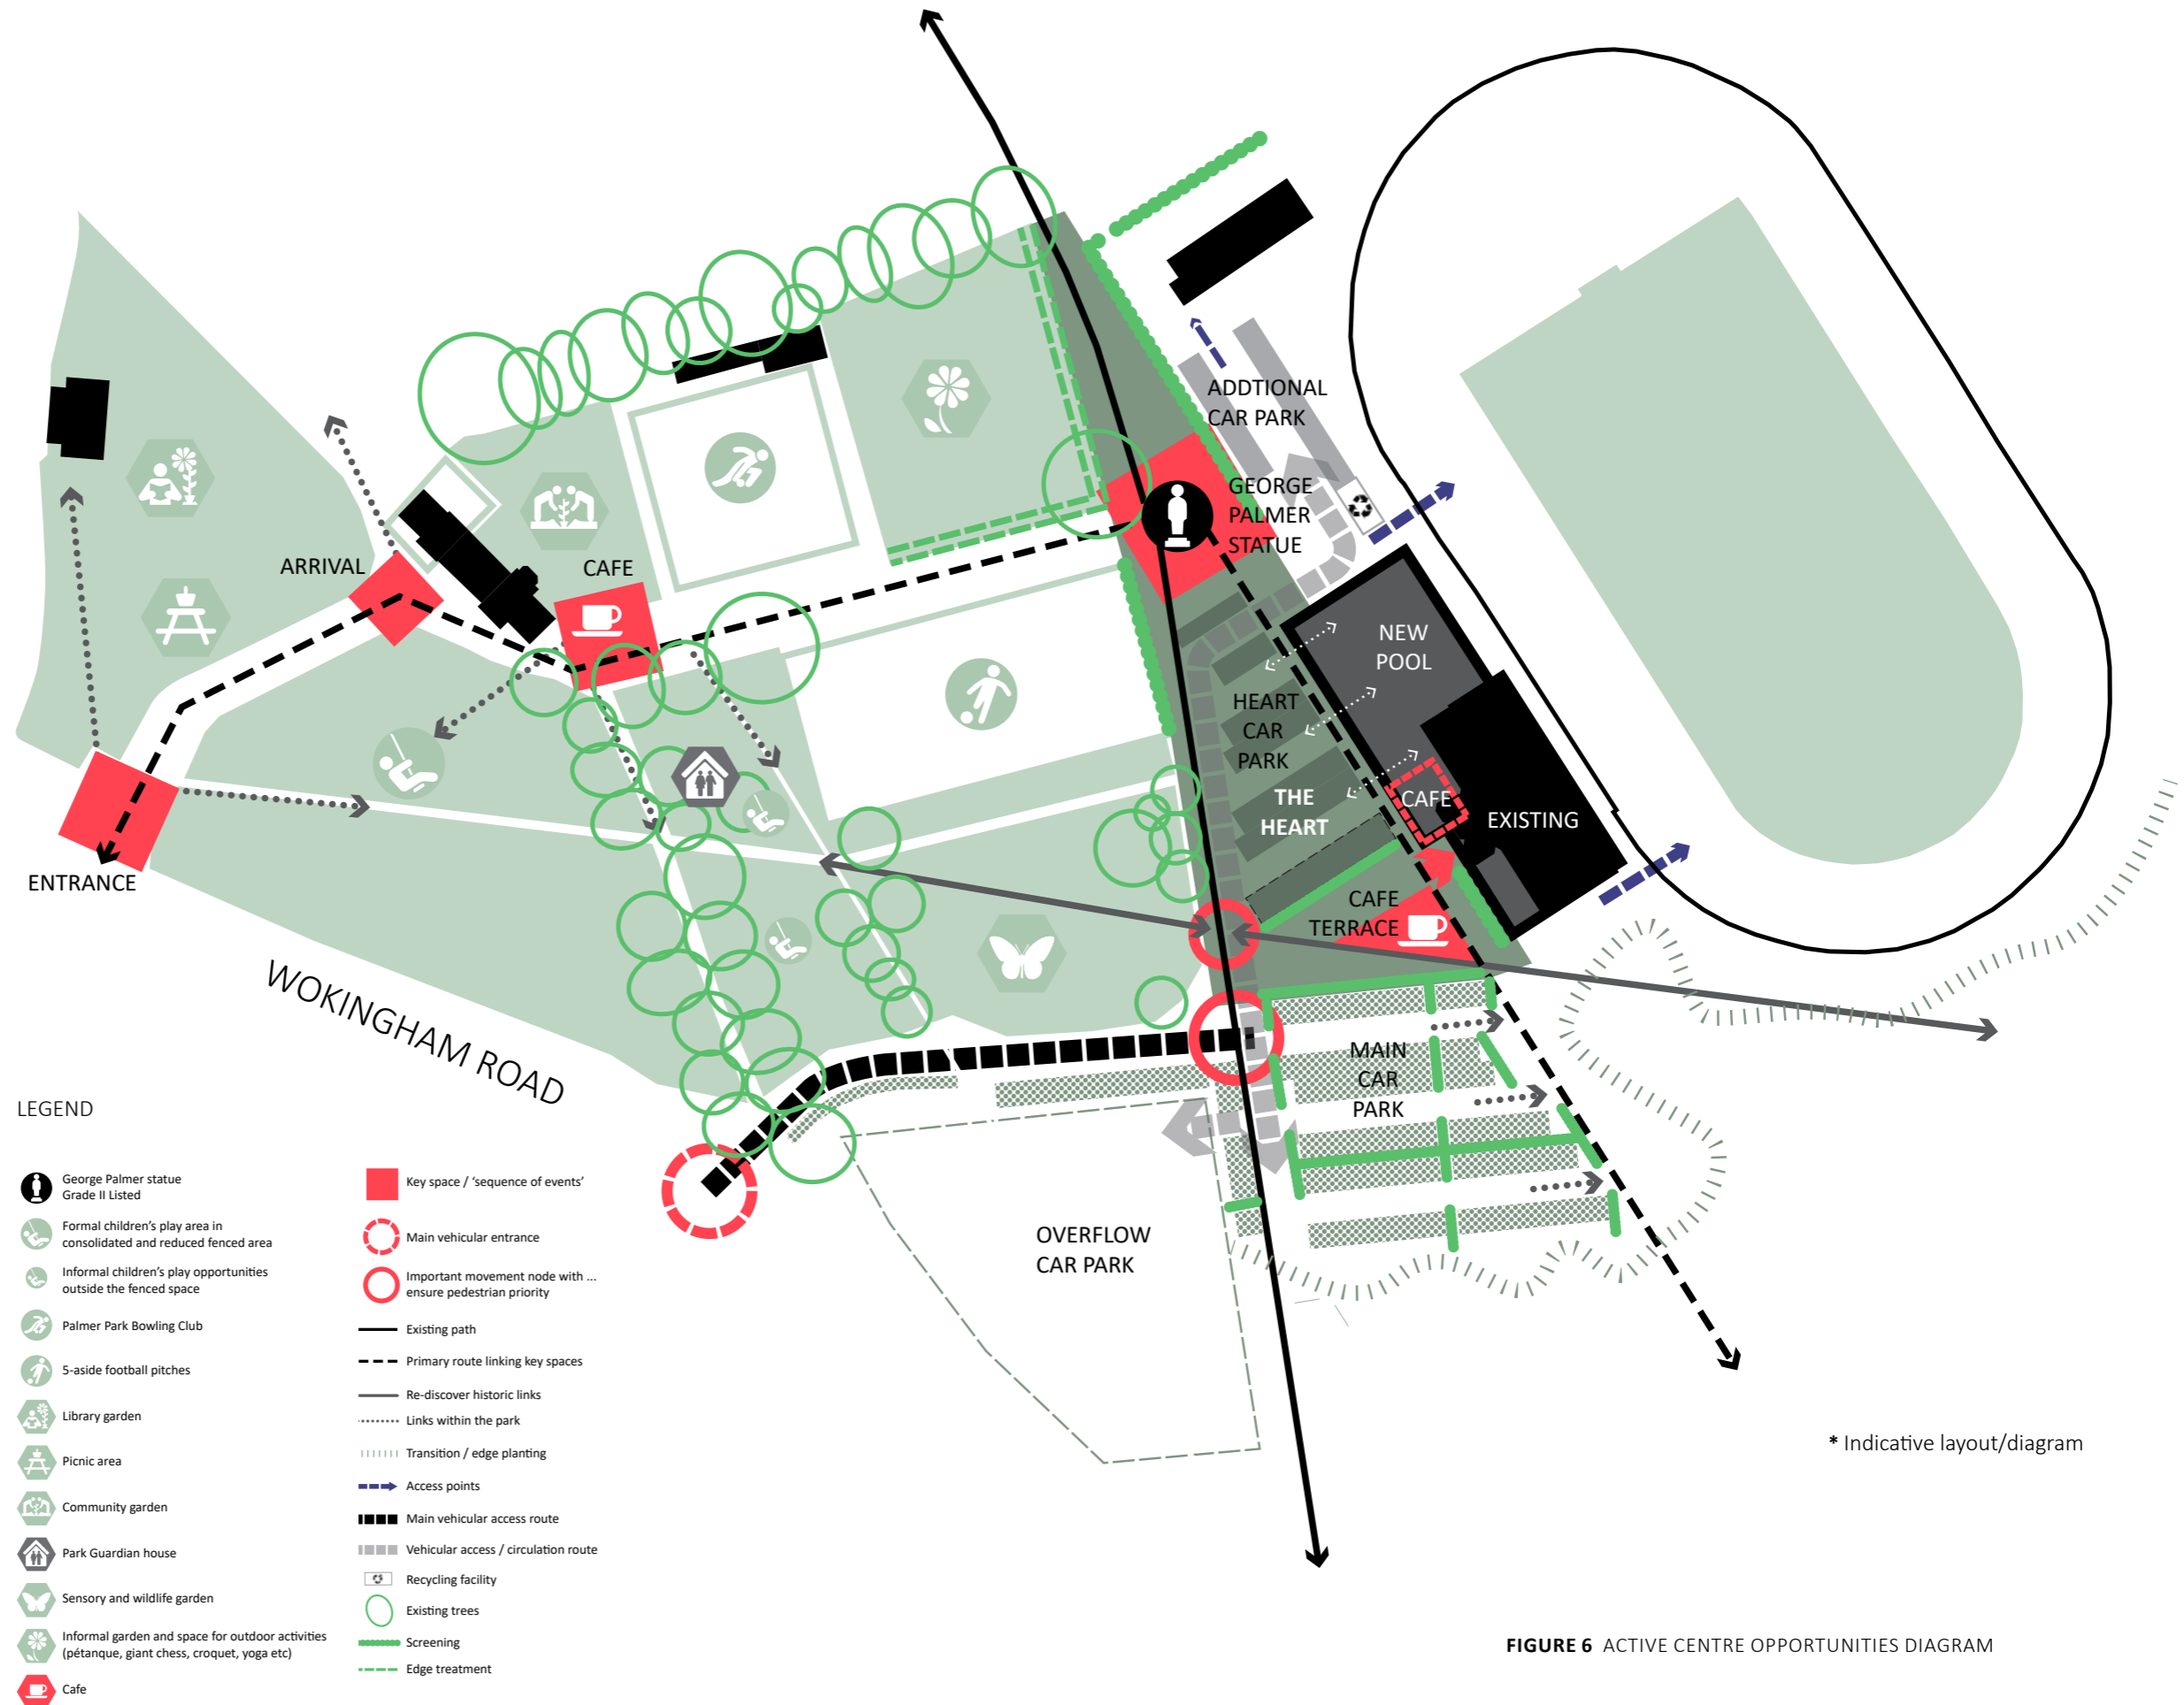 ADDTIONAL
CAR PARK
GEORGE
PALMER
STATUE
ARRIVAL
CAFE
NEW
POOL
HEART
CAR
PARK
THE
HEART
CAFE
EXISTING
ENTRANCE
CAFE
TERRACE
WOKINGHAM ROAD
MAIN
CAR
PARK
OVERFLOW
CAR PARK
LEGEND
George Palmer statue
Grade II Listed
Formal children's play area in
consolidated and reduced fenced area
Informal children's play opportunities
outside the fenced space
Palmer Park Bowling Club
5-aside football pitches
Library garden
Picnic area
Community garden
Park Guardian house
Sensory and wildlife garden
Informal garden and space for outdoor activities
(pétanque, giant chess, croquet, yoga etc)
Cafe
Key space / 'sequence of events'
Main vehicular entrance
Important movement node with ...
ensure pedestrian priority
Existing path
Primary route linking key spaces
Re-discover historic links
Links within the park
Transition / edge planting
Access points
Main vehicular access route
Vehicular access / circulation route
Recycling facility
Existing trees
Screening
Edge treatment
* Indicative layout/diagram
FIGURE 6 ACTIVE CENTRE OPPORTUNITIES DIAGRAM